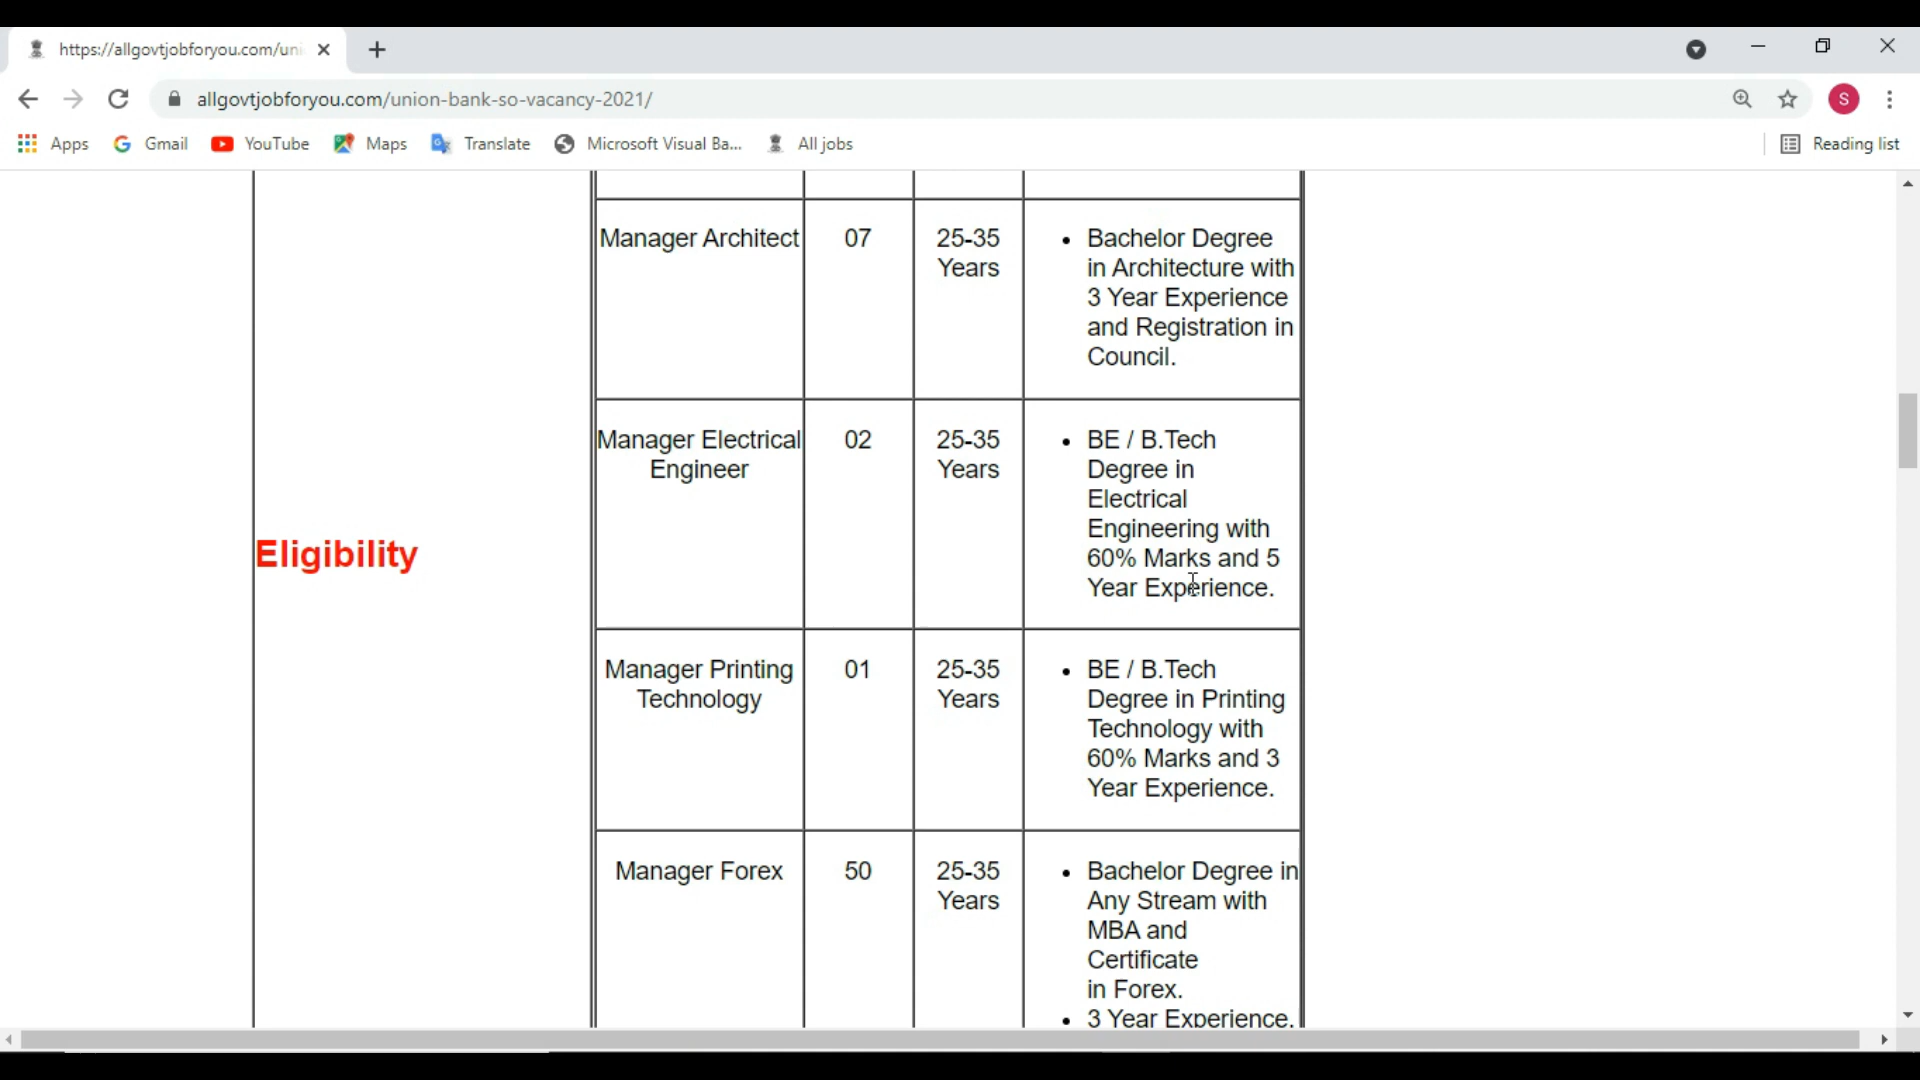 https://allgovtjobforyou.com/uni
allgovtjobforyou.com/union-bank-so-vacancy-2021/
S
Apps
Gmail
YouTube
Maps
Translate
Microsoft Visual Ba...
All jobs
Reading list
Eligibility
Manager Architect
07
25-35
Years
Bachelor Degree
in Architecture with
3 Year Experience
and Registration in
Council.
Manager Electrical
Engineer
02
25-35
Years
BE / B.Tech
Degree in
Electrical
Engineering with
60% Marks and 5
Year Experience.
Manager Printing
Technology
01
25-35
Years
BE / B.Tech
Degree in Printing
Technology with
60% Marks and 3
Year Experience.
Manager Forex
50
25-35
Years
Bachelor Degree in
Any Stream with
MBA and
Certificate
in Forex.
3 Year Experience.